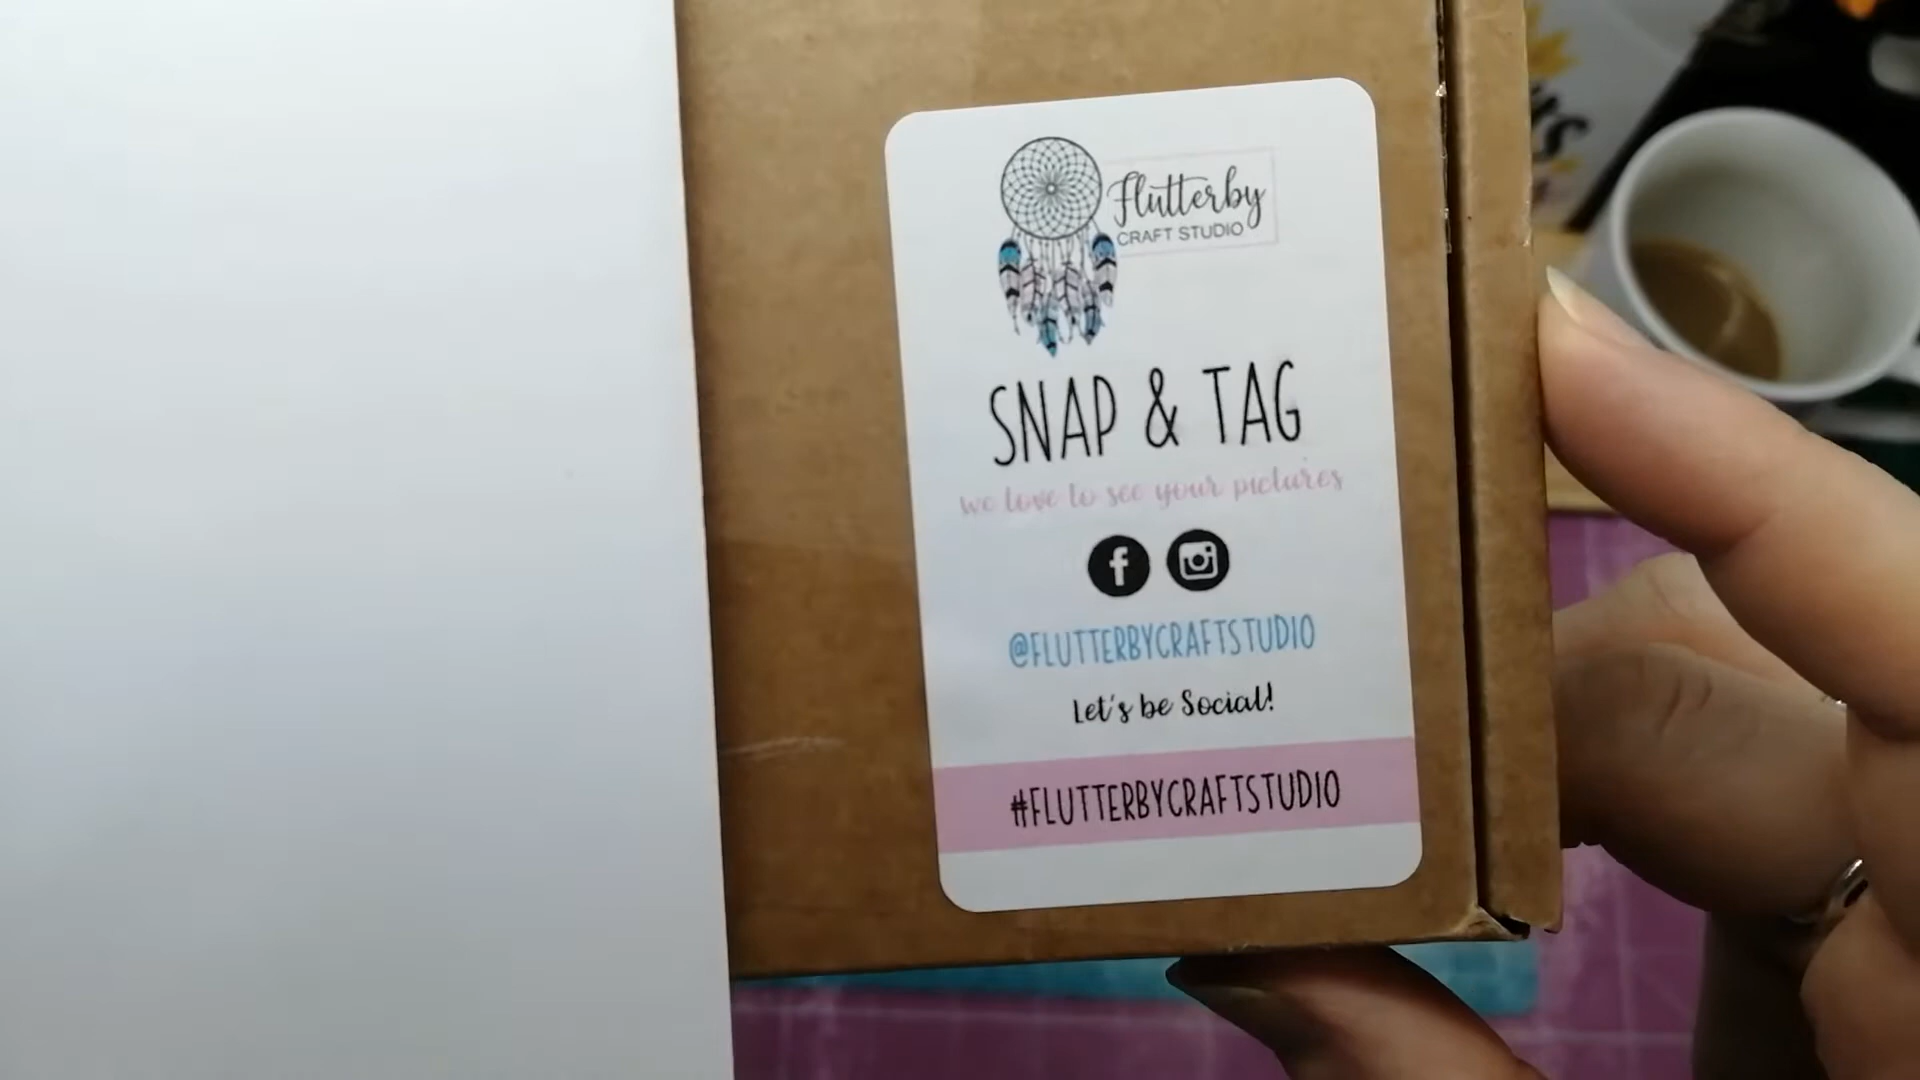 Flutterby
CRAFT STUDIO
SNAP & TAG
we love to see your pictures
@FLUTTERBYCRAFTSTUDIO
Let's be Social!
#FLUTTERBYCRAFTSTUDIO